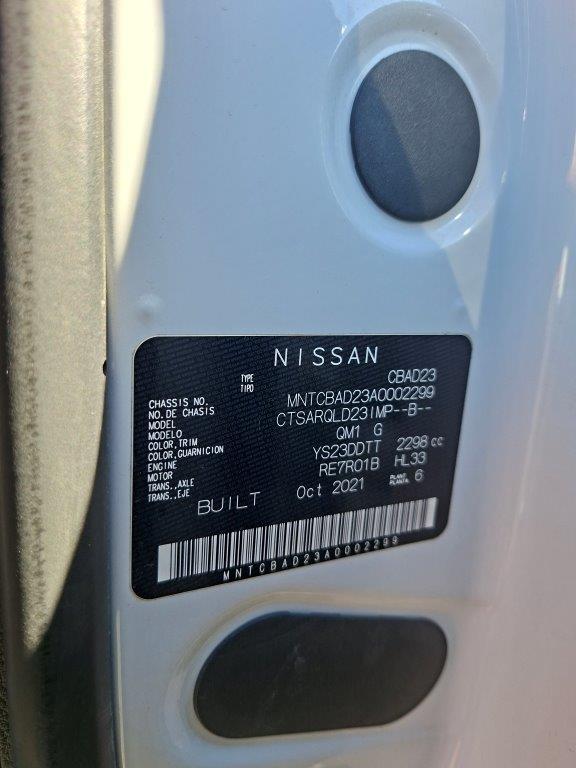 NISSAN
TYPE CBAD23
TIPO
CHASSIS NO. MNTCBAD23A0002299
NO.DE CHASIS
MODEL CTSARQLD23IMP--B--
MODELO
COLOR,TRIM QM1 G
COLOR,GUARNICION
ENGINE YS23DDTT 2298 cc
MOTOR
TRANS.,AXLE RE7R01B HL33 PLANT 6
TRANS.,EJE PLANTA
BUILT Oct 2021
MNTCBAD23A0002299